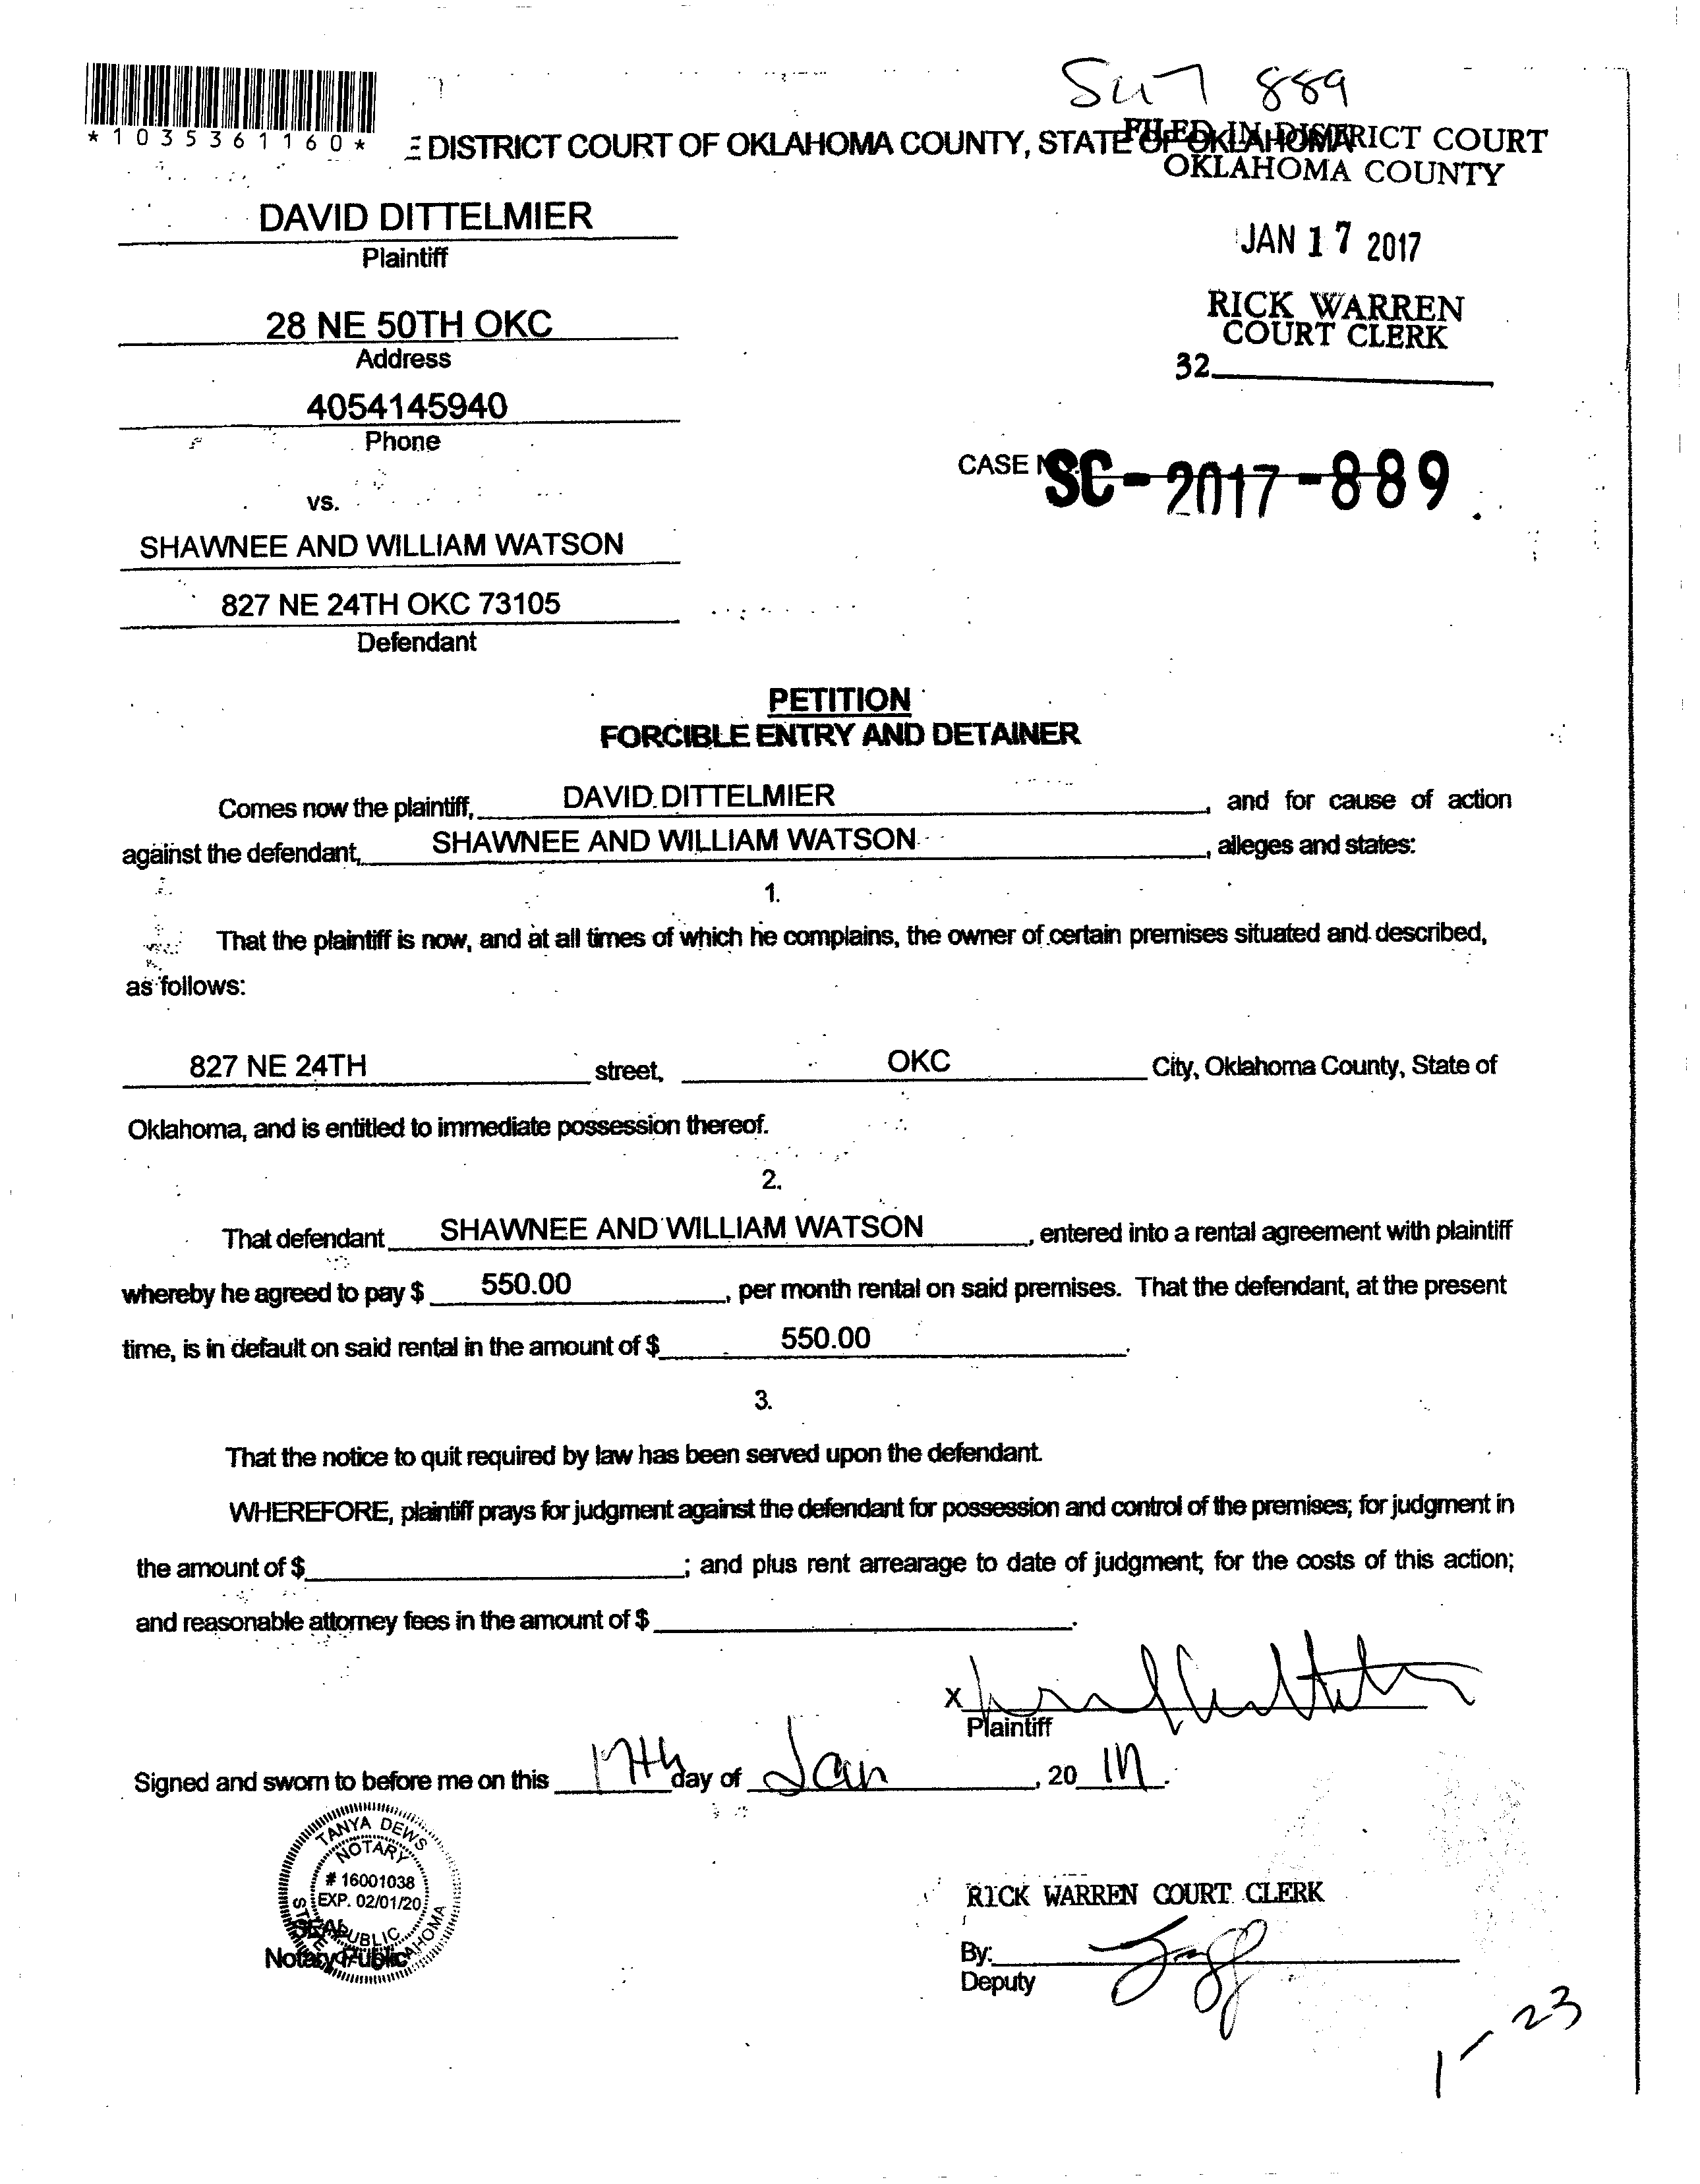 SC17 889
*1035361160*
DISTRICT COURT OF OKLAHOMA COUNTY, STATE OF OKLAHOMA
FILED IN DISTRICT COURT
OKLAHOMA COUNTY
DAVID DITTELMIER
Plaintiff
JAN 17 2017
28 NE 50TH OKC
Address
RICK WARREN
COURT CLERK
32
4054145940
Phone
CASE
SC-2017-889
vs.
SHAWNEE AND WILLIAM WATSON
827 NE 24TH OKC 73105
Defendant
PETITION
FORCIBLE ENTRY AND DETAINER
Comes now the plaintiff, DAVID DITTELMIER, and for cause of action
against the defendant, SHAWNEE AND WILLIAM WATSON, alleges and states:
1.
That the plaintiff is now, and at all times of which he complains, the owner of certain premises situated and described,
as follows:
827 NE 24TH street, OKC City, Oklahoma County, State of
Oklahoma, and is entitled to immediate possession thereof.
2.
That defendant SHAWNEE AND WILLIAM WATSON, entered into a rental agreement with plaintiff
whereby he agreed to pay $ 550.00, per month rental on said premises. That the defendant, at the present
time, is in default on said rental in the amount of $ 550.00.
3.
That the notice to quit required by law has been served upon the defendant.
WHEREFORE, plaintiff prays for judgment against the defendant for possession and control of the premises; for judgment in
the amount of $ ; and plus rent arrearage to date of judgment; for the costs of this action;
and reasonable attorney fees in the amount of $ .
X
Plaintiff
Signed and sworn to before me on this 17th day of Jan, 20 17.
TANYA DEWS
NOTARY
# 16001038
EXP. 02/01/20
PUBLIC
STATE OF OKLAHOMA
SEAL
Notary Public
RICK WARREN COURT CLERK
By:
Deputy
1-23